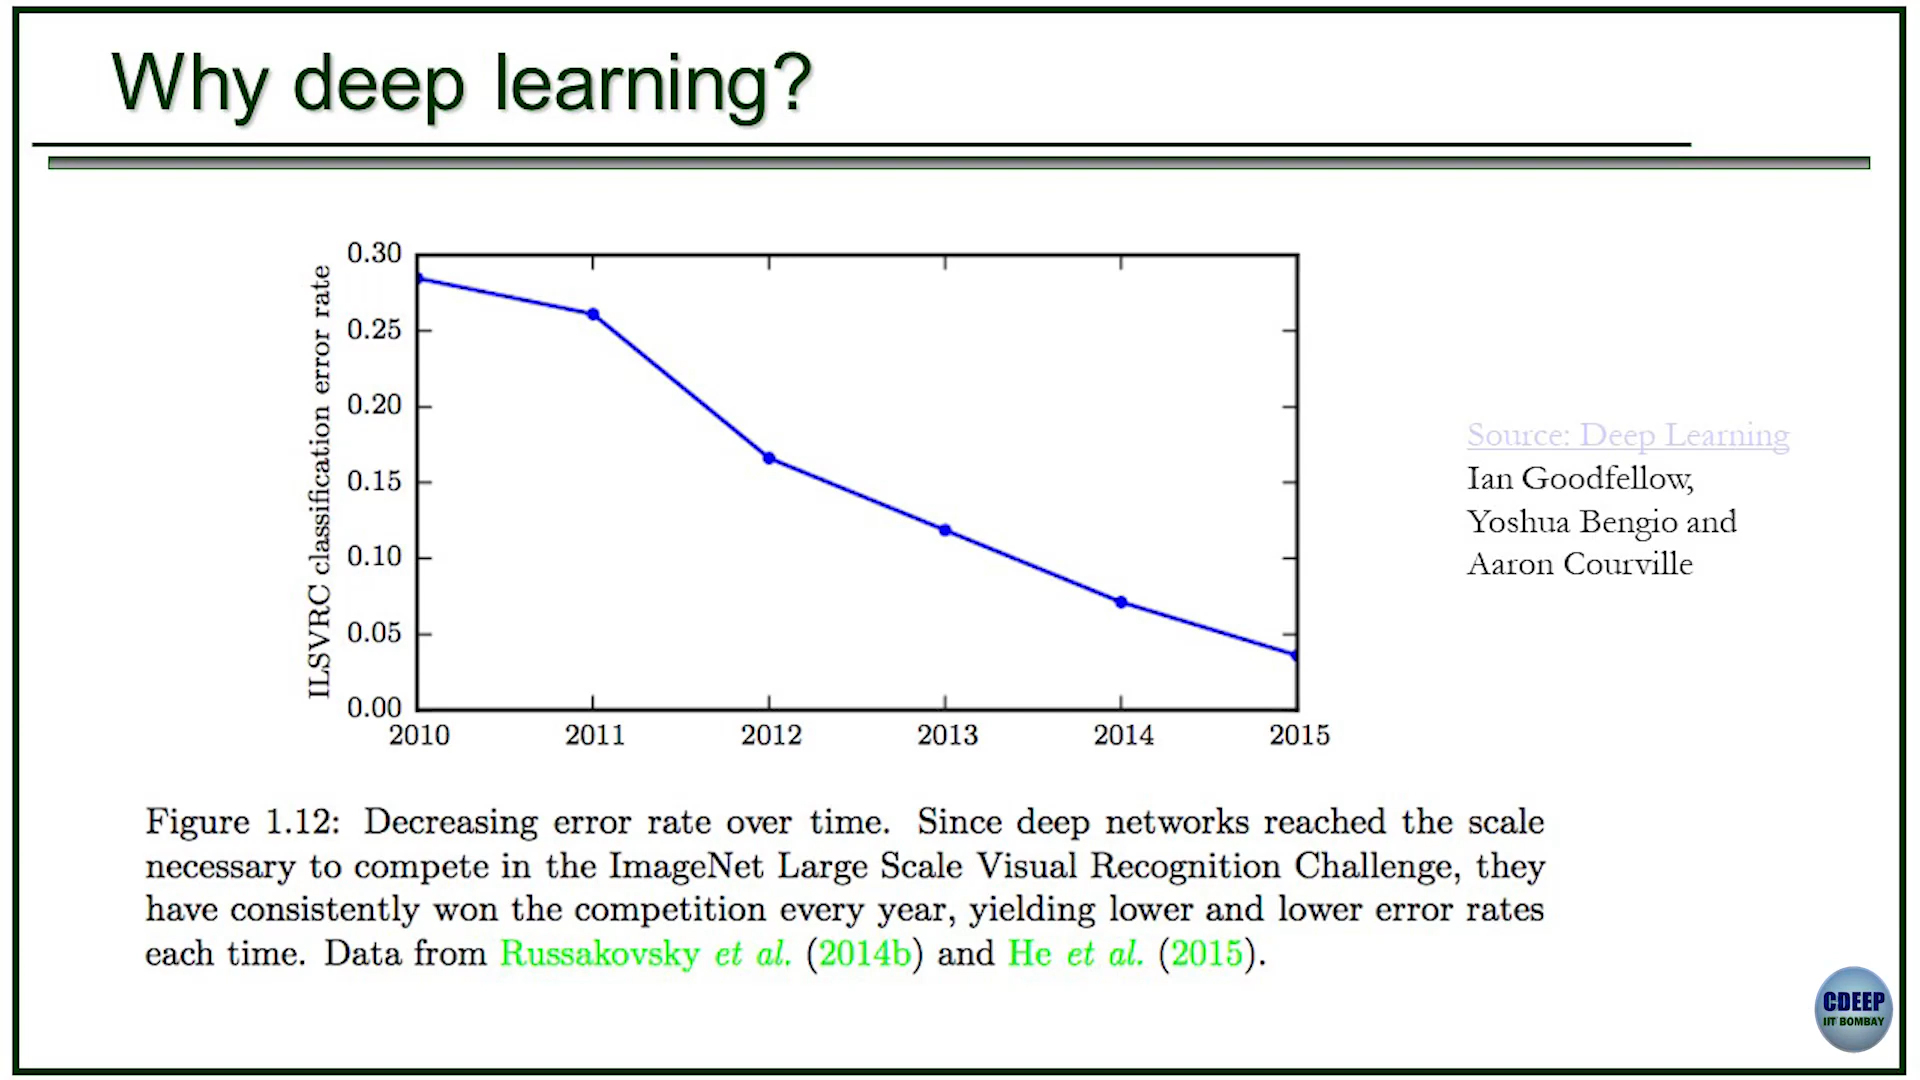 Why deep learning?
0.30
0.25
0.20
0.15
0.10
0.05
0.00
ILSVRC classification error rate
2010 2011 2012 2013 2014 2015
Source: Deep Learning
Ian Goodfellow,
Yoshua Bengio and
Aaron Courville
Figure 1.12: Decreasing error rate over time. Since deep networks reached the scale
necessary to compete in the ImageNet Large Scale Visual Recognition Challenge, they
have consistently won the competition every year, yielding lower and lower error rates
each time. Data from Russakovsky et al. (2014b) and He et al. (2015).
CDEEP
IIT BOMBAY